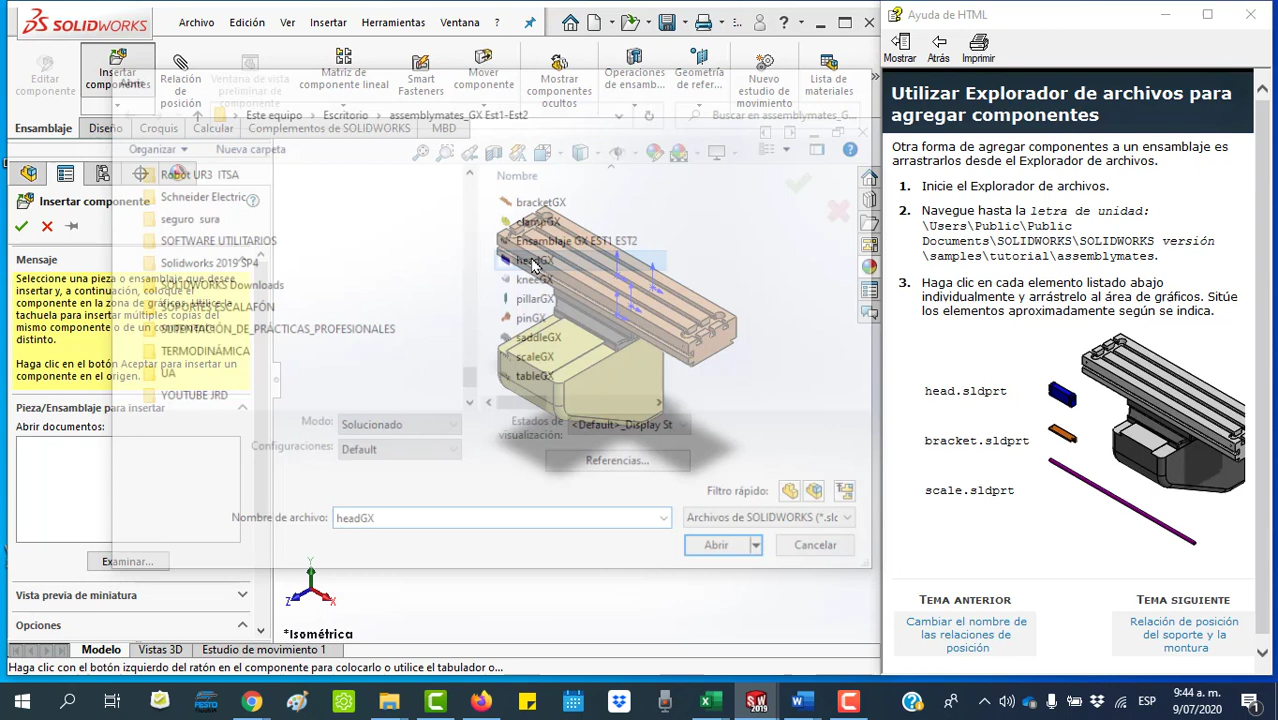 SOLIDWORKS
Archivo Edición Ver Insertar Herramientas Ventana ?
Editar componente
Insertar componentes
Relación de posición
Ventana de vista preliminar de componente
Matriz de componente lineal
Smart Fasteners
Mover componente
Mostrar componentes ocultos
Operaciones de ensamb...
Geometría de refer...
Nuevo estudio de movimiento
Lista de materiales
Abrir
Este equipo Escritorio assemblymates_GX Est1-Est2
Buscar en assemblymates_GX...
Ensamblaje Diseño Croquis Calcular Complementos de SOLIDWORKS MBD
Organizar Nueva carpeta
Insertar componente
Mensaje
Seleccione una pieza o ensamblaje que desee
insertar y, a continuación, coloque el
componente en la zona de gráficos. Utilice la
tachuela para insertar múltiples copias del
mismo componente o de un componente
distinto.
Haga clic en el botón Aceptar para insertar un
componente en el origen.
Pieza/Ensamblaje para insertar
Abrir documentos:
Examinar...
Vista previa de miniatura
Opciones
Robot UR3 ITSA
Schneider Electric
seguro sura
SOFTWARE UTILITARIOS
Solidworks 2019 SP4
SOLIDWORKS Downloads
SOPORTES ESCALAFÓN
SUTENTACIÓN_DE_PRÁCTICAS_PROFESIONALES
TERMODINÁMICA
UA
YOUTUBE JRD
Nombre
bracketGX
clampGX
Ensamblaje GX EST1 EST2
headGX
kneeGX
pillarGX
pinGX
saddleGX
scaleGX
tableGX
Modo: Solucionado
Configuraciones: Default
Estados de visualización: <Default>_Display St
Referencias...
Filtro rápido:
Nombre de archivo: headGX
Archivos de SOLIDWORKS (*.slc
Abrir Cancelar
Y
Z X
*Isométrica
Modelo Vistas 3D Estudio de movimiento 1
Haga clic con el botón izquierdo del ratón en el componente para colocarlo o utilice el tabulador o...
Ayuda de HTML
Mostrar Atrás Imprimir
Utilizar Explorador de archivos para
agregar componentes
Otra forma de agregar componentes a un ensamblaje es
arrastrarlos desde el Explorador de archivos.
1. Inicie el Explorador de archivos.
2. Navegue hasta la letra de unidad:
\Users\Public\Public
Documents\SOLIDWORKS\SOLIDWORKS versión
\samples\tutorial\assemblymates.
3. Haga clic en cada elemento listado abajo
individualmente y arrástrelo al área de gráficos. Sitúe
los elementos aproximadamente según se indica.
head.sldprt
bracket.sldprt
scale.sldprt
TEMA ANTERIOR
Cambiar el nombre de
las relaciones de
posición
TEMA SIGUIENTE
Relación de posición
del soporte y la
montura
FESTO
SW
2019
ESP
9:44 a. m.
9/07/2020